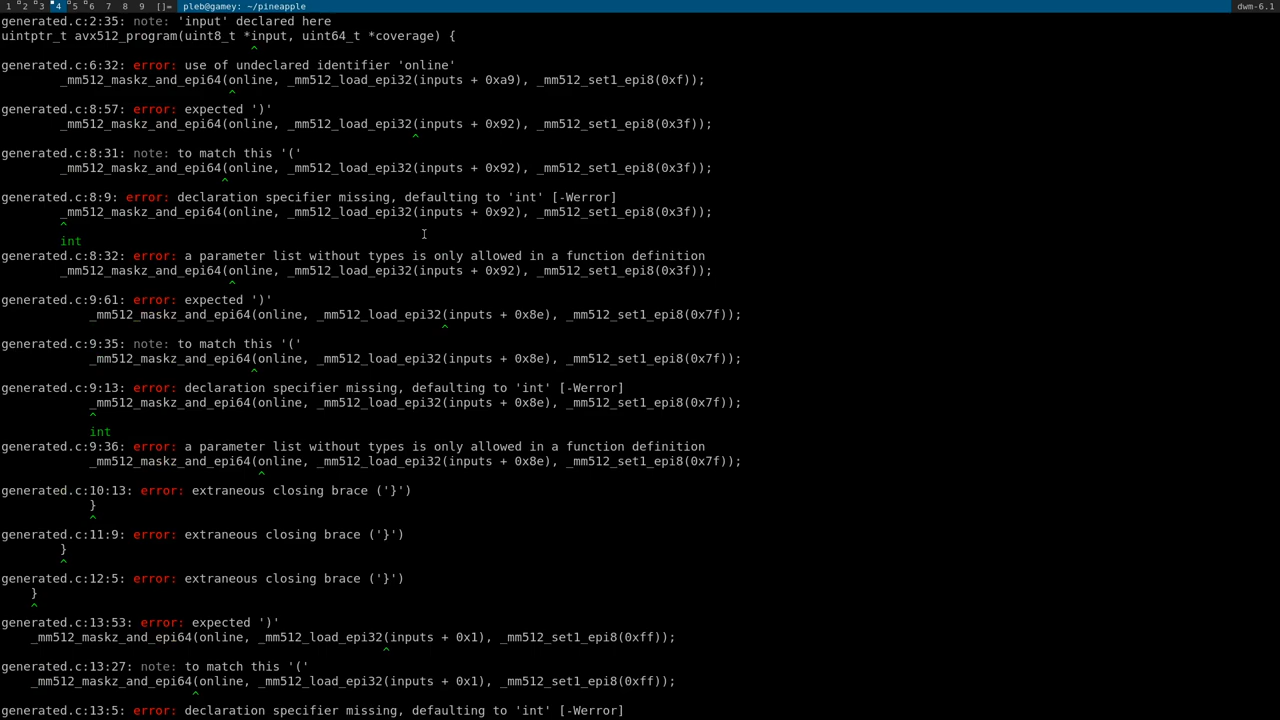 1 2 3 4 5 6 7 8 9 []= pleb@gamey: ~/pineapple dwm-6.1
generated.c:2:35: note: 'input' declared here
uintptr_t avx512_program(uint8_t *input, uint64_t *coverage) {
^
generated.c:6:32: error: use of undeclared identifier 'online'
_mm512_maskz_and_epi64(online, _mm512_load_epi32(inputs + 0xa9), _mm512_set1_epi8(0xf));
^
generated.c:8:57: error: expected ')'
_mm512_maskz_and_epi64(online, _mm512_load_epi32(inputs + 0x92), _mm512_set1_epi8(0x3f));
^
generated.c:8:31: note: to match this '('
_mm512_maskz_and_epi64(online, _mm512_load_epi32(inputs + 0x92), _mm512_set1_epi8(0x3f));
^
generated.c:8:9: error: declaration specifier missing, defaulting to 'int' [-Werror]
_mm512_maskz_and_epi64(online, _mm512_load_epi32(inputs + 0x92), _mm512_set1_epi8(0x3f));
^
int
generated.c:8:32: error: a parameter list without types is only allowed in a function definition
_mm512_maskz_and_epi64(online, _mm512_load_epi32(inputs + 0x92), _mm512_set1_epi8(0x3f));
^
generated.c:9:61: error: expected ')'
_mm512_maskz_and_epi64(online, _mm512_load_epi32(inputs + 0x8e), _mm512_set1_epi8(0x7f));
^
generated.c:9:35: note: to match this '('
_mm512_maskz_and_epi64(online, _mm512_load_epi32(inputs + 0x8e), _mm512_set1_epi8(0x7f));
^
generated.c:9:13: error: declaration specifier missing, defaulting to 'int' [-Werror]
_mm512_maskz_and_epi64(online, _mm512_load_epi32(inputs + 0x8e), _mm512_set1_epi8(0x7f));
^
int
generated.c:9:36: error: a parameter list without types is only allowed in a function definition
_mm512_maskz_and_epi64(online, _mm512_load_epi32(inputs + 0x8e), _mm512_set1_epi8(0x7f));
^
generated.c:10:13: error: extraneous closing brace ('}')
}
^
generated.c:11:9: error: extraneous closing brace ('}')
}
^
generated.c:12:5: error: extraneous closing brace ('}')
}
^
generated.c:13:53: error: expected ')'
_mm512_maskz_and_epi64(online, _mm512_load_epi32(inputs + 0x1), _mm512_set1_epi8(0xff));
^
generated.c:13:27: note: to match this '('
_mm512_maskz_and_epi64(online, _mm512_load_epi32(inputs + 0x1), _mm512_set1_epi8(0xff));
^
generated.c:13:5: error: declaration specifier missing, defaulting to 'int' [-Werror]